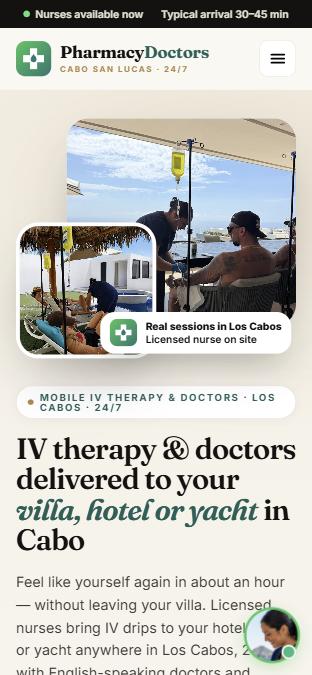 Nurses available now Typical arrival 30–45 min
PharmacyDoctors
CABO SAN LUCAS · 24/7
Real sessions in Los Cabos
Licensed nurse on site
MOBILE IV THERAPY & DOCTORS · LOS
CABOS · 24/7
IV therapy & doctors
delivered to your
villa, hotel or yacht in
Cabo
Feel like yourself again in about an hour
— without leaving your villa. Licensed
nurses bring IV drips to your hotel
or yacht anywhere in Los Cabos,
with English-speaking doctors and